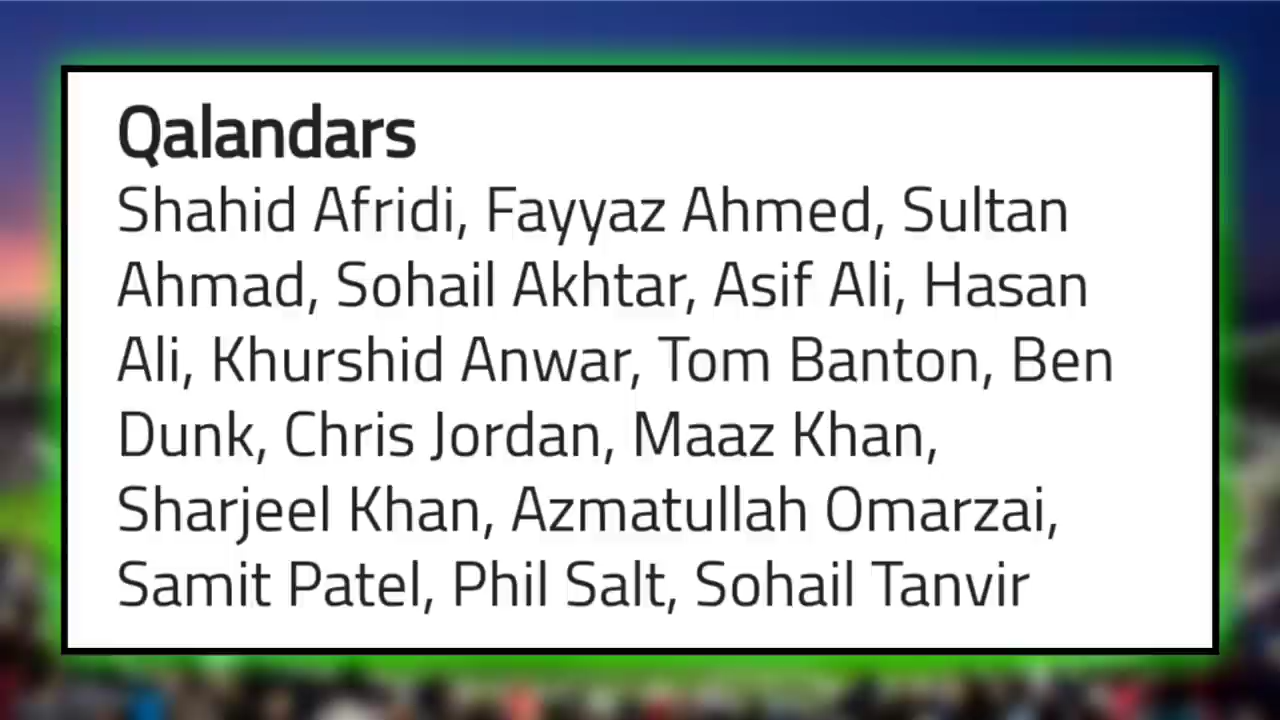 Qalandars
Shahid Afridi, Fayyaz Ahmed, Sultan
Ahmad, Sohail Akhtar, Asif Ali, Hasan
Ali, Khurshid Anwar, Tom Banton, Ben
Dunk, Chris Jordan, Maaz Khan,
Sharjeel Khan, Azmatullah Omarzai,
Samit Patel, Phil Salt, Sohail Tanvir